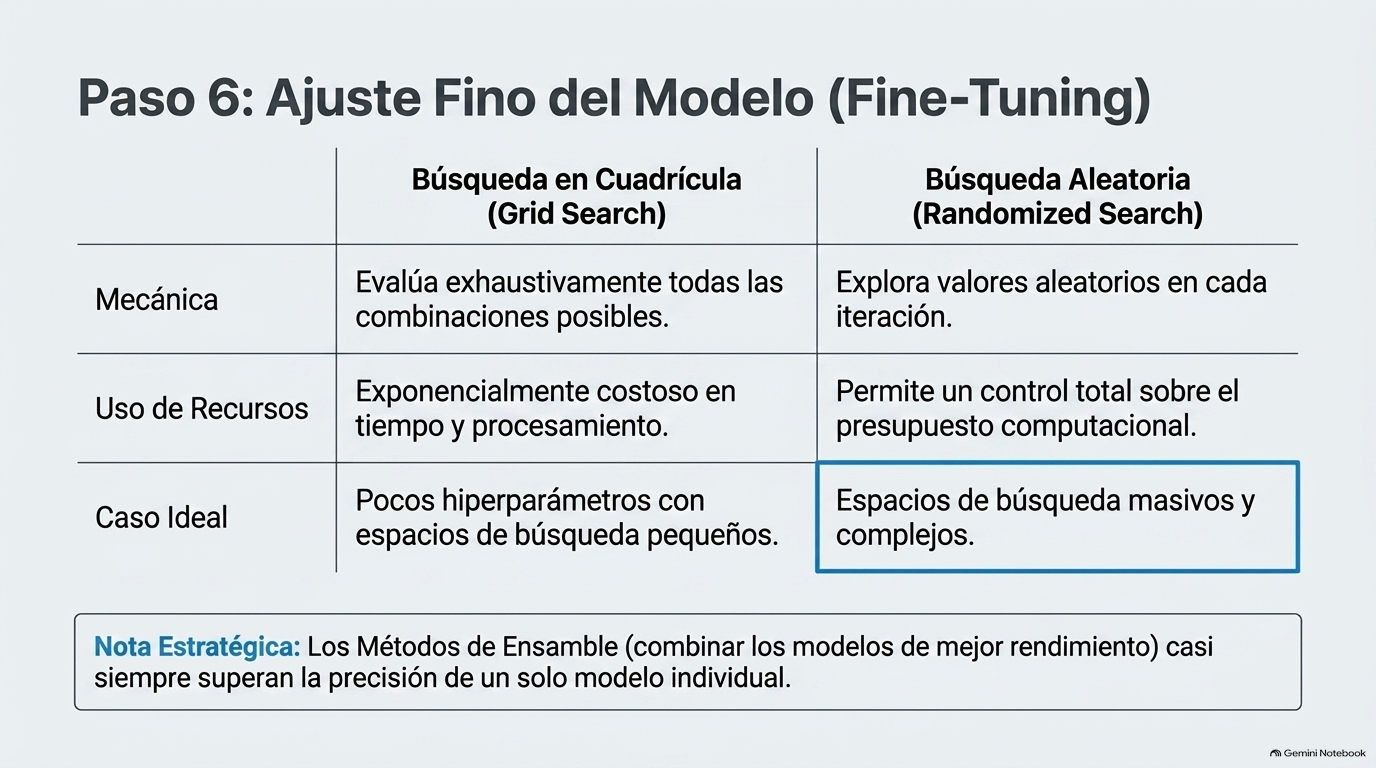 Paso 6: Ajuste Fino del Modelo (Fine-Tuning)
Búsqueda en Cuadrícula
(Grid Search)
Búsqueda Aleatoria
(Randomized Search)
Mecánica
Evalúa exhaustivamente todas las
combinaciones posibles.
Explora valores aleatorios en cada
iteración.
Uso de Recursos
Exponencialmente costoso en
tiempo y procesamiento.
Permite un control total sobre el
presupuesto computacional.
Caso Ideal
Pocos hiperparámetros con
espacios de búsqueda pequeños.
Espacios de búsqueda masivos y
complejos.
Nota Estratégica: Los Métodos de Ensamble (combinar los modelos de mejor rendimiento) casi
siempre superan la precisión de un solo modelo individual.
Gemini Notebook